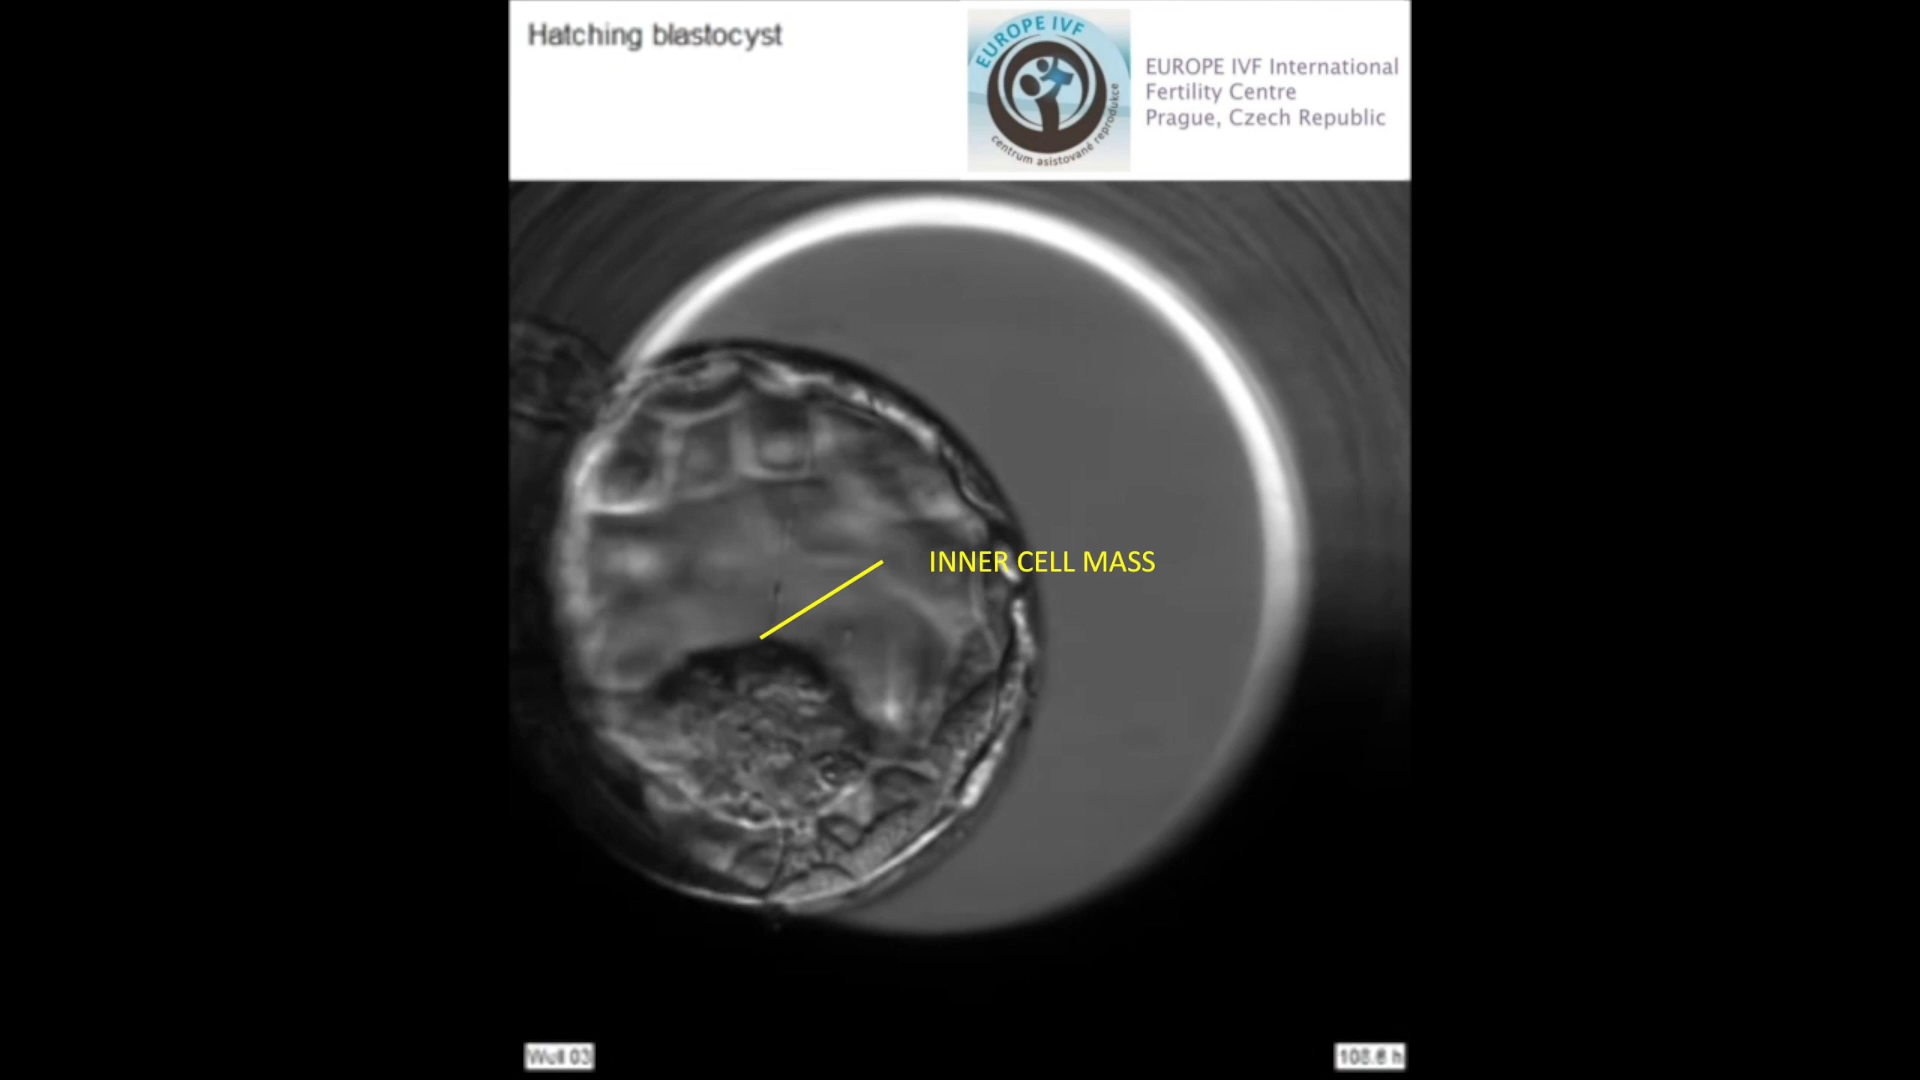 Hatching blastocyst
EUROPE IVF
centrum asistované reprodukce
EUROPE IVF International
Fertility Centre
Prague, Czech Republic
INNER CELL MASS
Well 03
108.6 h